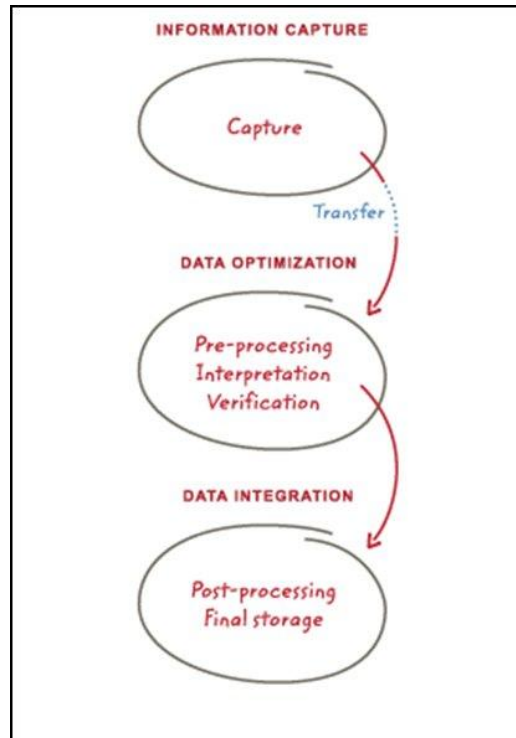 INFORMATION CAPTURE
Capture
Transfer
DATA OPTIMIZATION
Pre-processing
Interpretation
Verification
DATA INTEGRATION
Post-processing
Final storage